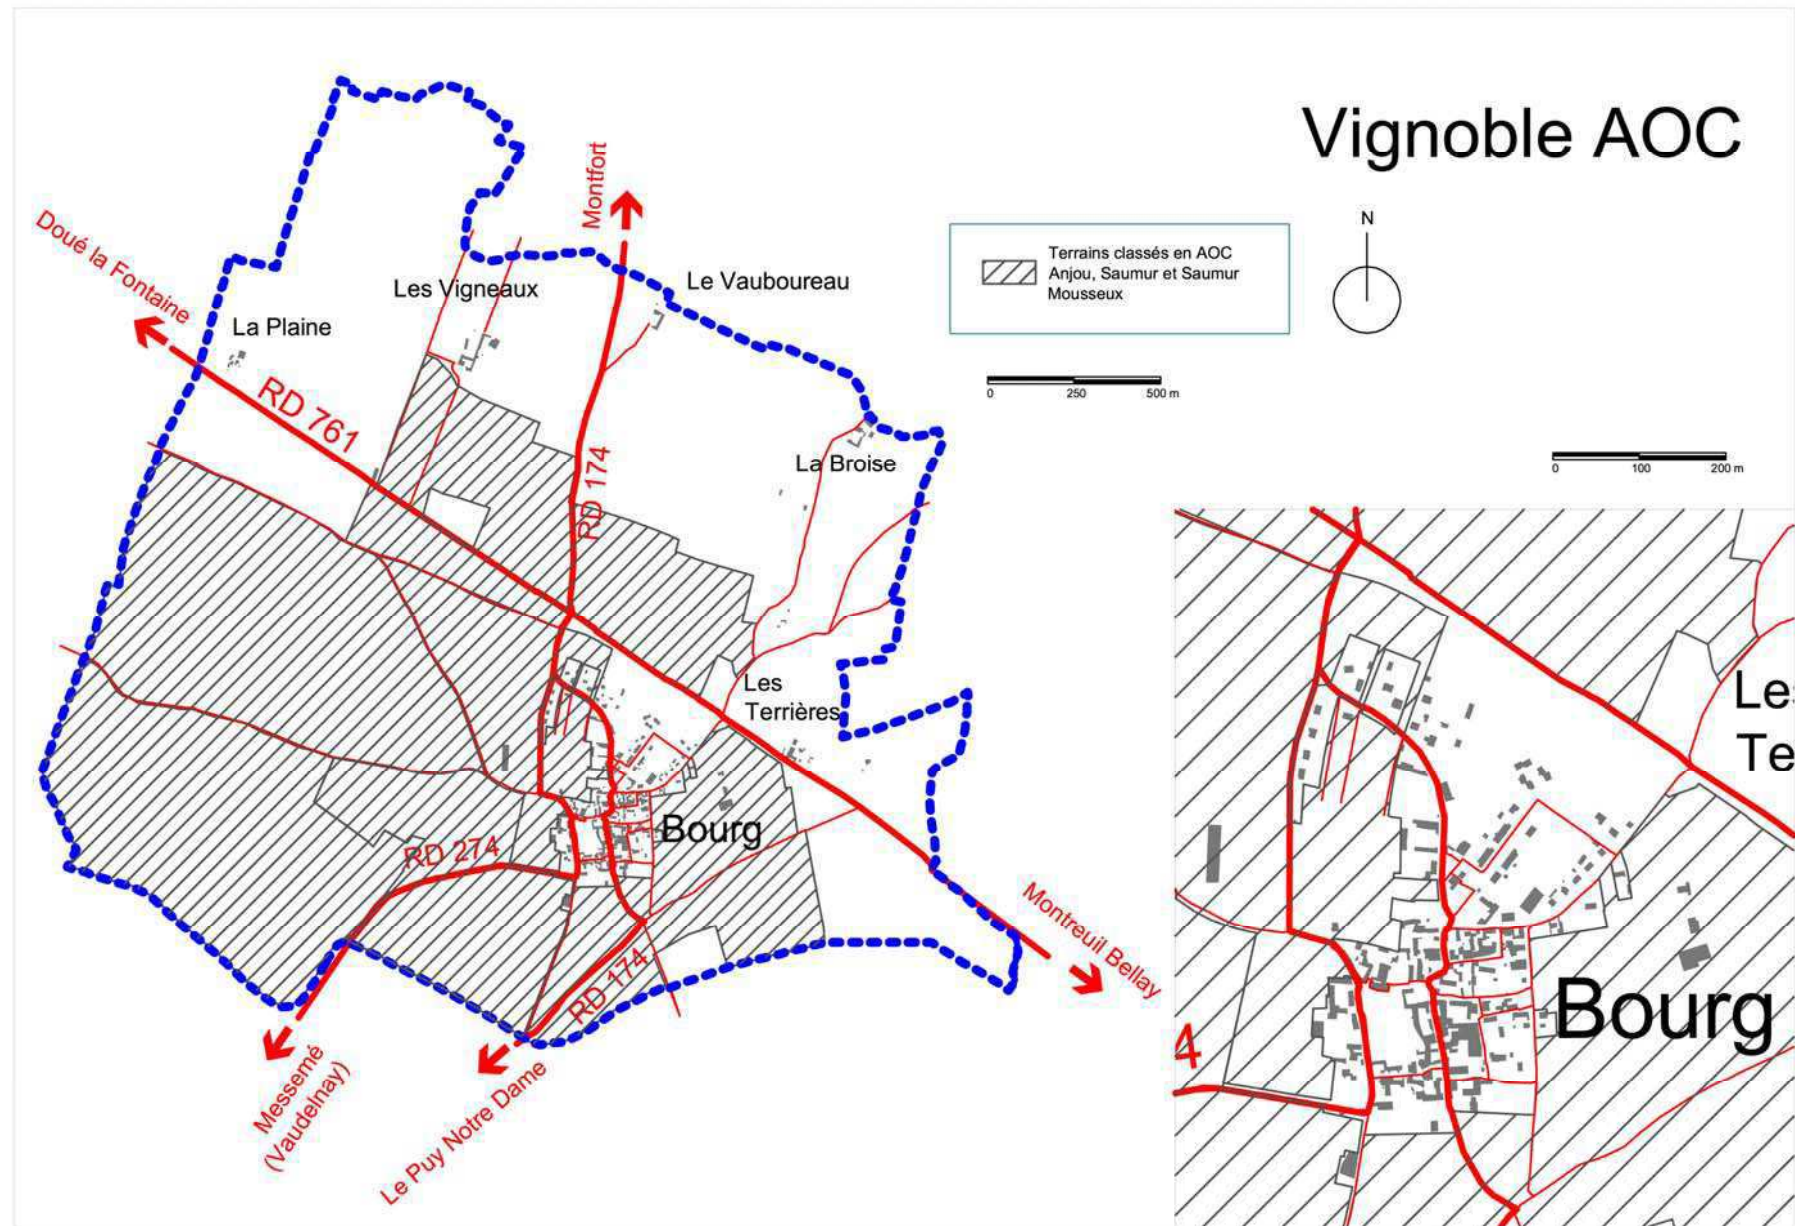 Vignoble AOC
N
Terrains classés en AOC
Anjou, Saumur et Saumur
Mousseux
0 250 500 m
0 100 200 m
Montfort
Doué la Fontaine
Les Vigneaux
Le Vauboureau
La Plaine
RD 761
RD 174
La Broise
Les
Terrières
Bourg
RD 274
RD 174
Montreuil Bellay
Messemé
(Vaudelnay)
Le Puy Notre Dame
Les
Te
Bourg
4